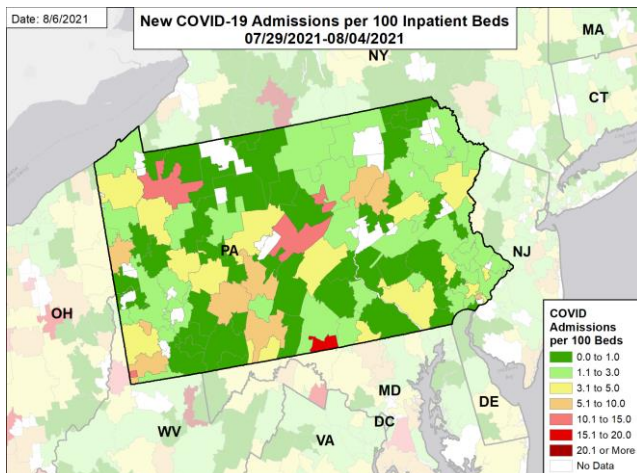 Date: 8/6/2021
New COVID-19 Admissions per 100 Inpatient Beds
07/29/2021-08/04/2021
NY
MA
CT
PA
NJ
OH
MD
DE
DC
WV
VA
COVID
Admissions
per 100 Beds
0.0 to 1.0
1.1 to 3.0
3.1 to 5.0
5.1 to 10.0
10.1 to 15.0
15.1 to 20.0
20.1 or More
No Data